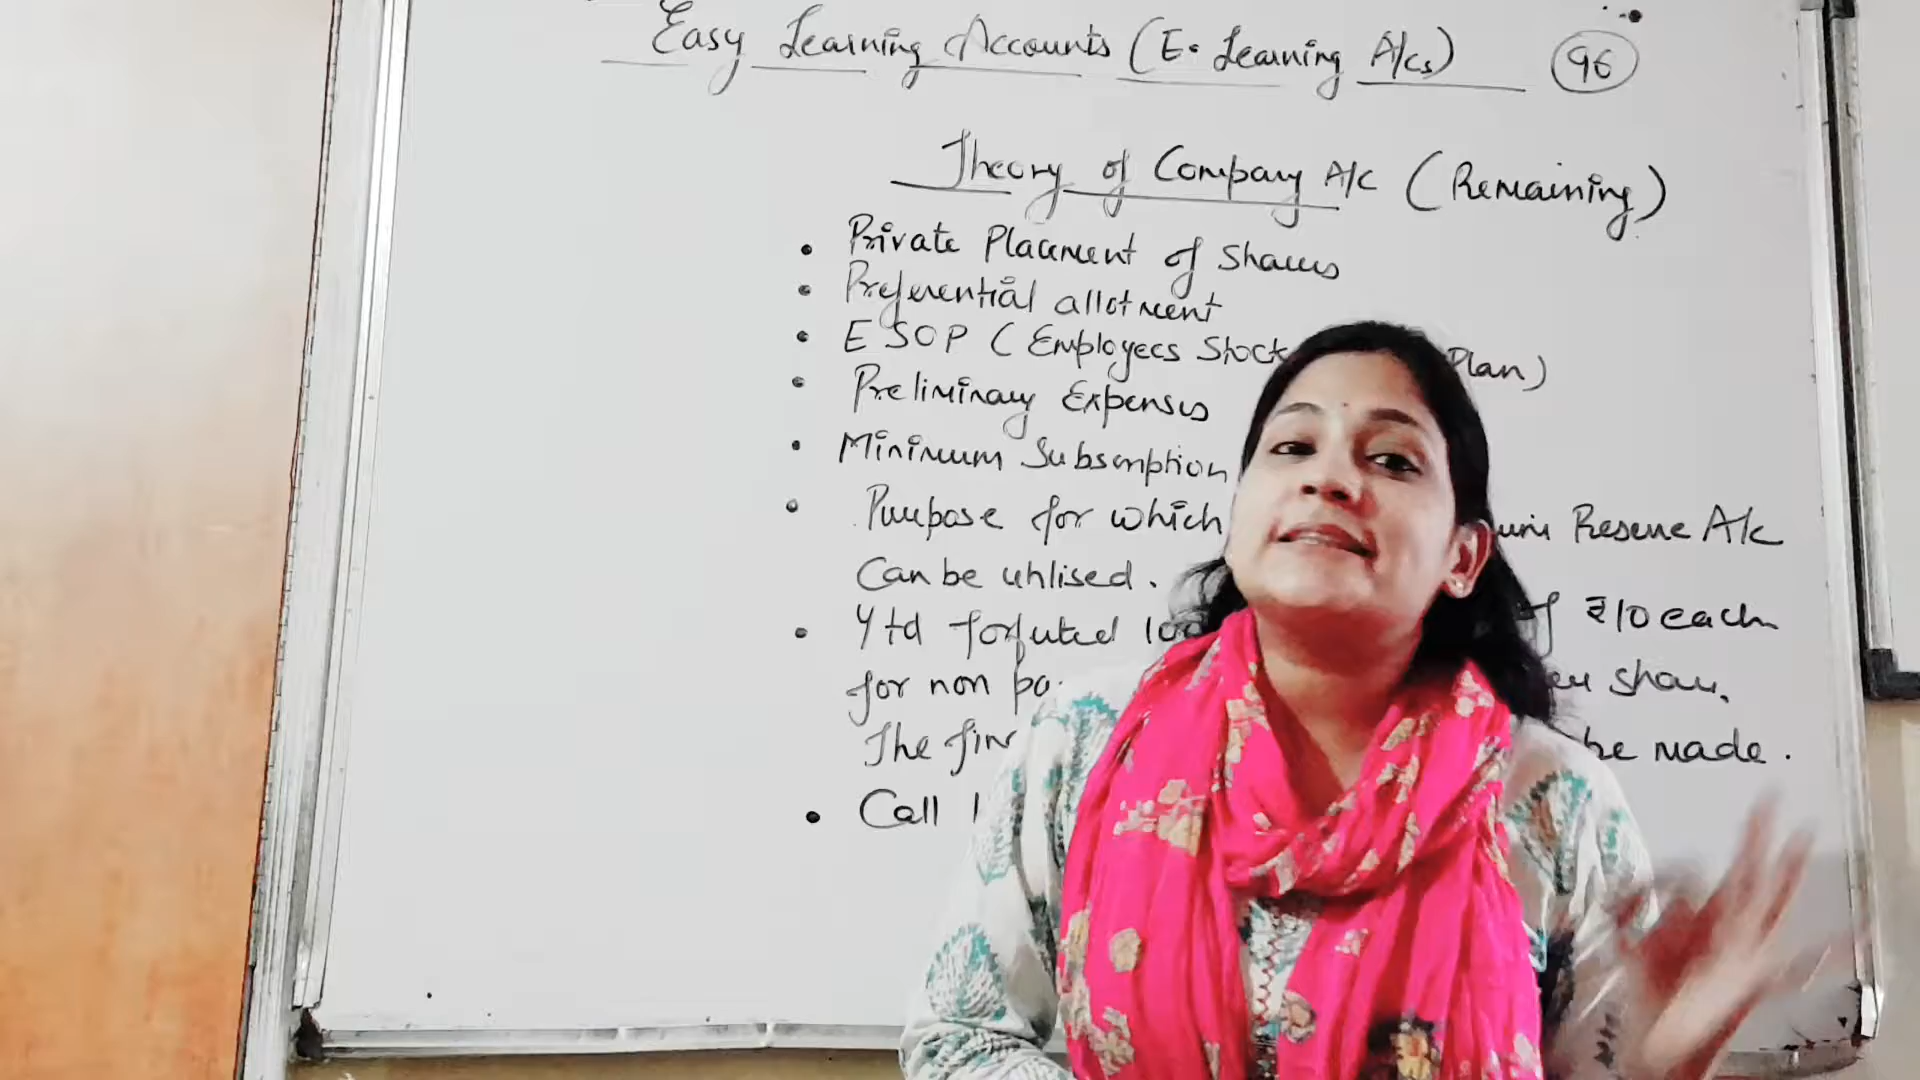 Easy Learning Accounts (E. Learning A/cs) 96
Theory of Company A/c (Remaining)
• Private Placement of Shares
• Preferential allotment
• ESOP (Employees Stock Plan)
• Preliminary Expenses
• Minimum Subscription
• Purpose for which Reserve A/c
Can be utilised.
• Y Ltd forfuted of ₹10 each
for non share.
The be made.
• Call